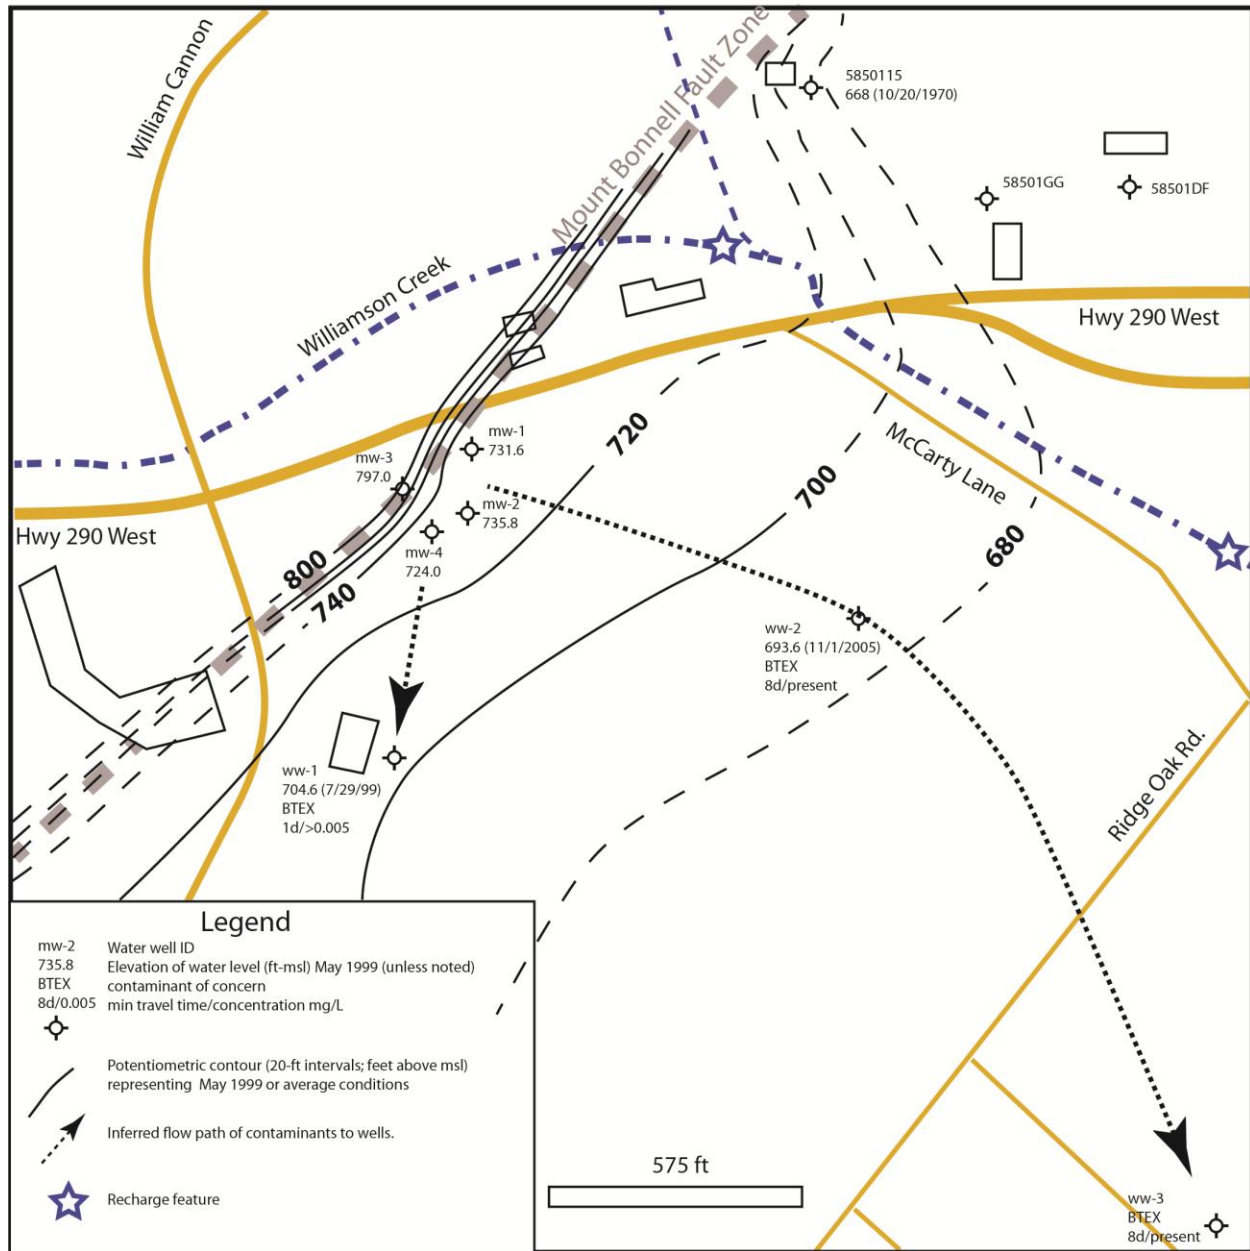 William Cannon
Mount Bonnell Fault Zone
5850115
668 (10/20/1970)
58501GG
58501DF
Williamson Creek
Hwy 290 West
mw-1
731.6
mw-3
797.0
mw-2
735.8
mw-4
724.0
720
700
680
McCarty Lane
Hwy 290 West
800
740
ww-2
693.6 (11/1/2005)
BTEX
8d/present
Ridge Oak Rd.
ww-1
704.6 (7/29/99)
BTEX
1d/>0.005
Legend
mw-2 Water well ID
735.8 Elevation of water level (ft-msl) May 1999 (unless noted)
BTEX contaminant of concern
8d/0.005 min travel time/concentration mg/L
Potentiometric contour (20-ft intervals; feet above msl)
representing May 1999 or average conditions
Inferred flow path of contaminants to wells.
Recharge feature
575 ft
ww-3
BTEX
8d/present